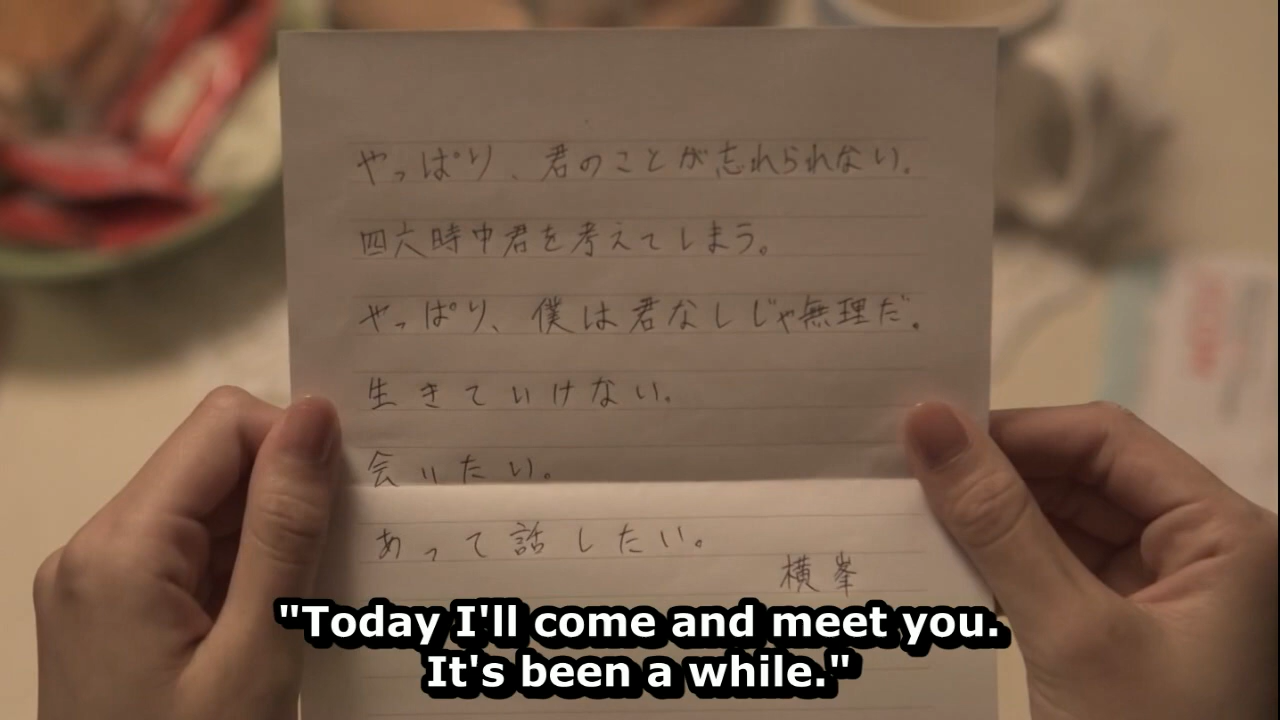 やっぱり、君のことが忘れられない。
四六時中君を考えてしまう。
やっぱり、僕は君なしじゃ無理だ。
生きていけない。
会いたい。
あって話したい。
横峯
"Today I'll come and meet you.
It's been a while."